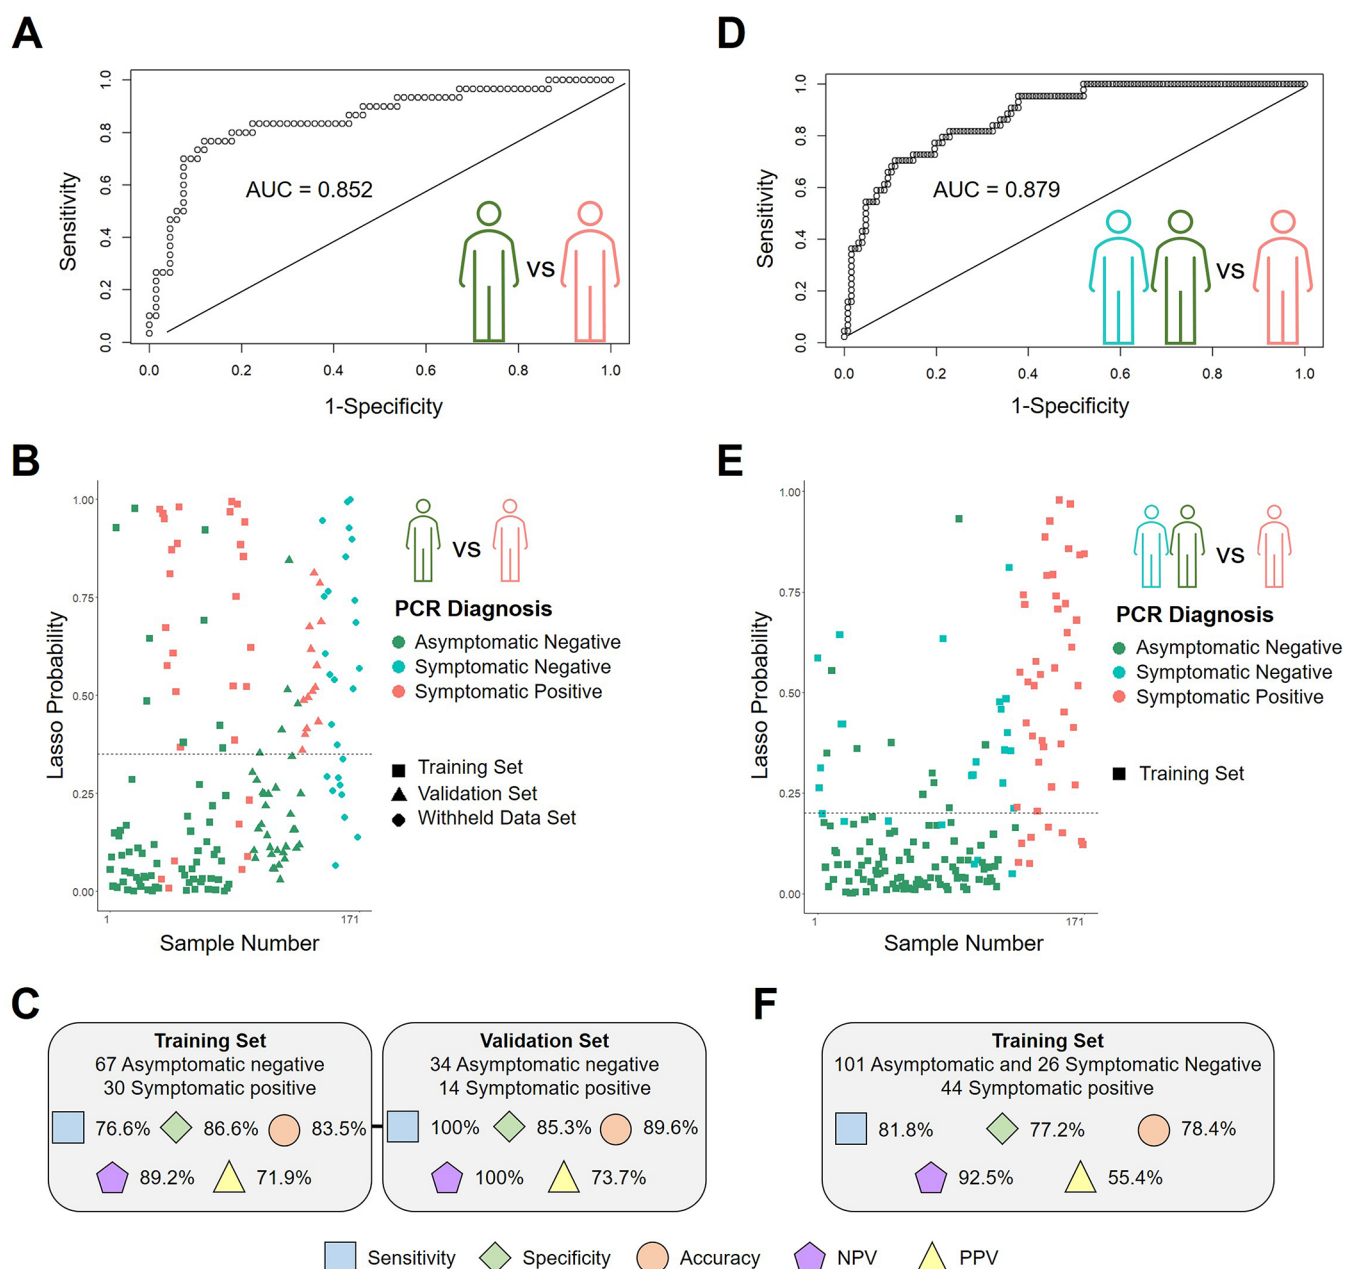 A
1.0
0.8
0.6
0.4
0.2
0.0
Sensitivity
AUC = 0.852
vs
0.0 0.2 0.4 0.6 0.8 1.0
1-Specificity
D
1.0
0.8
0.6
0.4
0.2
0.0
Sensitivity
AUC = 0.879
vs
0.0 0.2 0.4 0.6 0.8 1.0
1-Specificity
B
1.00
0.75
0.50
0.25
0.00
Lasso Probability
1 171
Sample Number
vs
PCR Diagnosis
Asymptomatic Negative
Symptomatic Negative
Symptomatic Positive
Training Set
Validation Set
Withheld Data Set
E
1.00
0.75
0.50
0.25
0.00
Lasso Probability
1 171
Sample Number
vs
PCR Diagnosis
Asymptomatic Negative
Symptomatic Negative
Symptomatic Positive
Training Set
C
Training Set
67 Asymptomatic negative
30 Symptomatic positive
76.6% 86.6% 83.5%
89.2% 71.9%
Validation Set
34 Asymptomatic negative
14 Symptomatic positive
100% 85.3% 89.6%
100% 73.7%
F
Training Set
101 Asymptomatic and 26 Symptomatic Negative
44 Symptomatic positive
81.8% 77.2% 78.4%
92.5% 55.4%
Sensitivity Specificity Accuracy NPV PPV